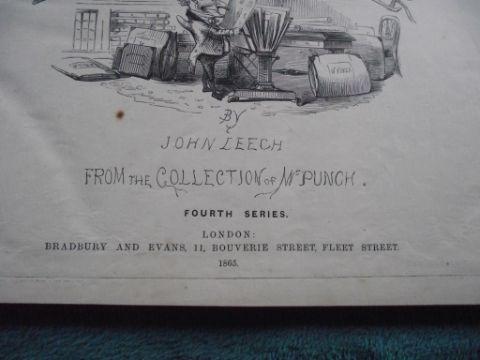 BY
JOHN LEECH
FROM THE COLLECTION OF MR PUNCH.
FOURTH SERIES.
LONDON:
BRADBURY AND EVANS, 11, BOUVERIE STREET, FLEET STREET.
1865.